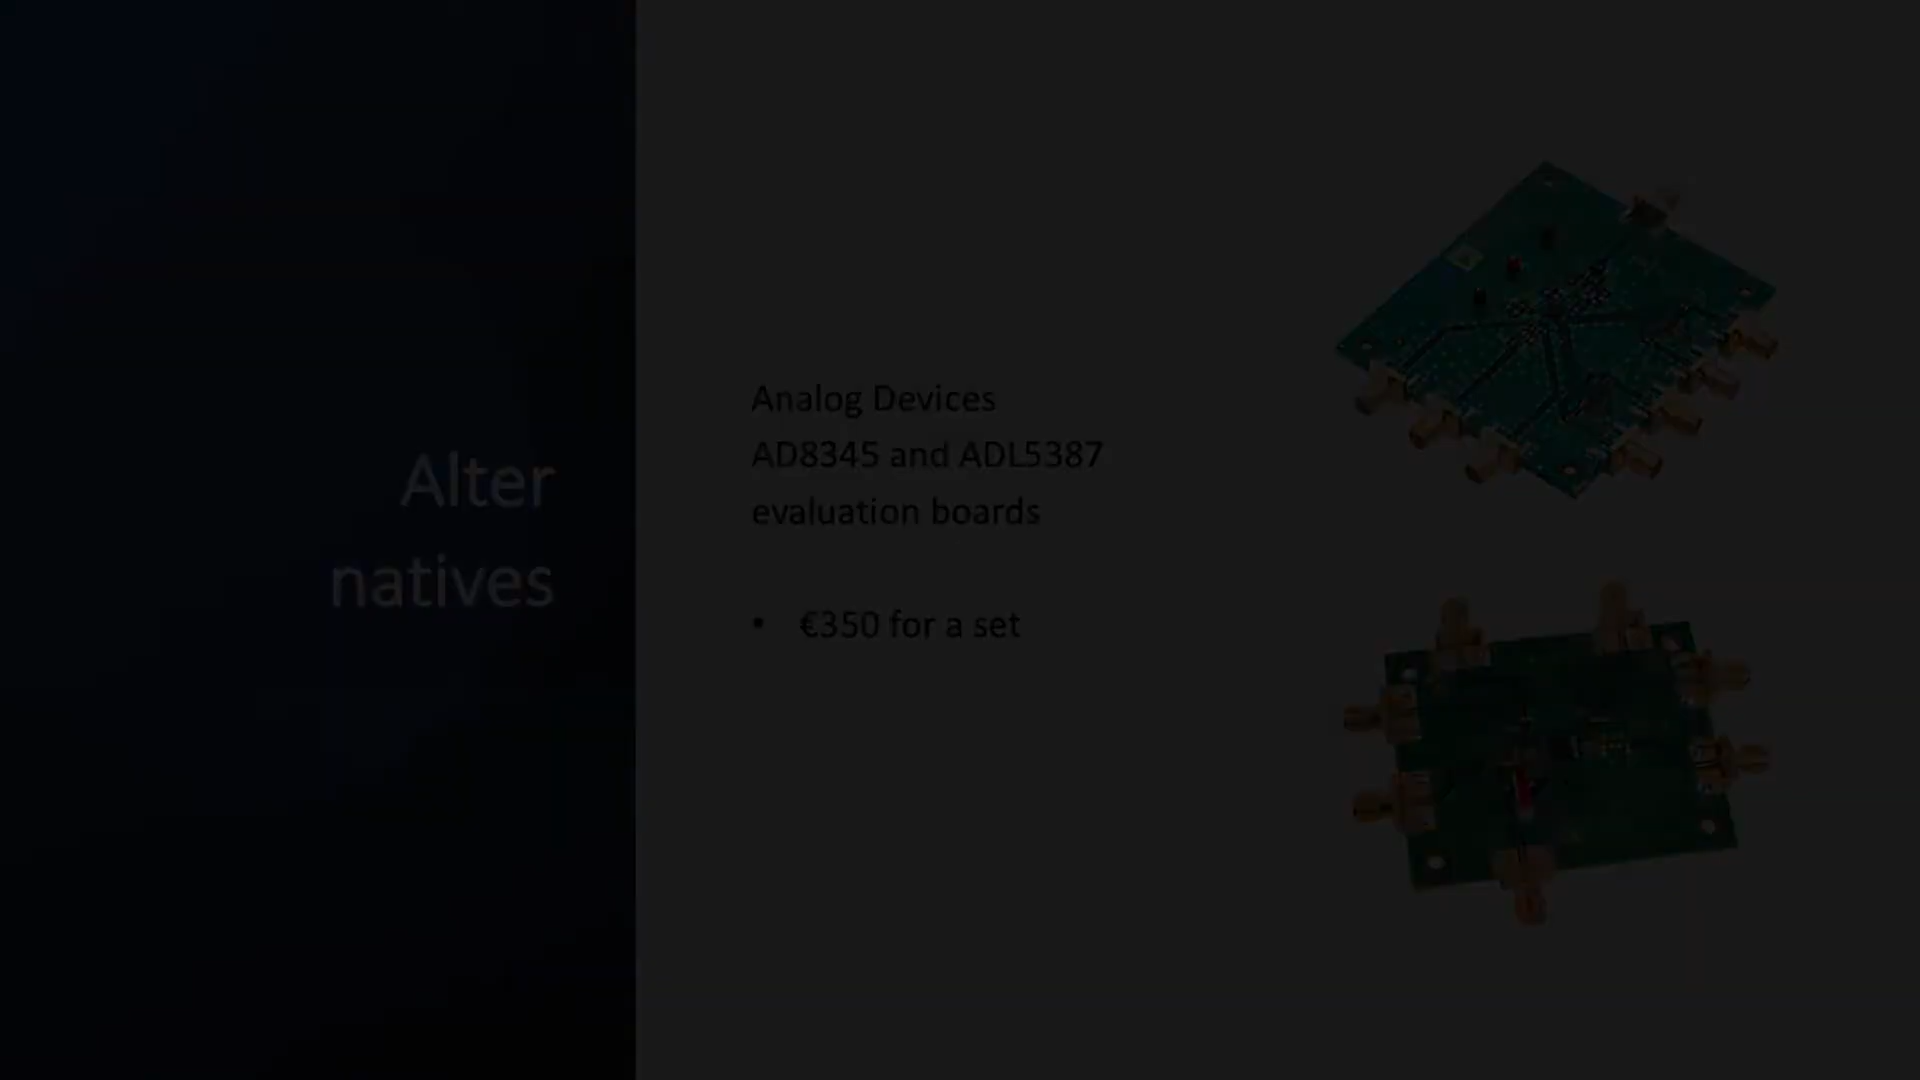 Alter
natives
Analog Devices
AD8345 and ADL5387
evaluation boards
• €350 for a set